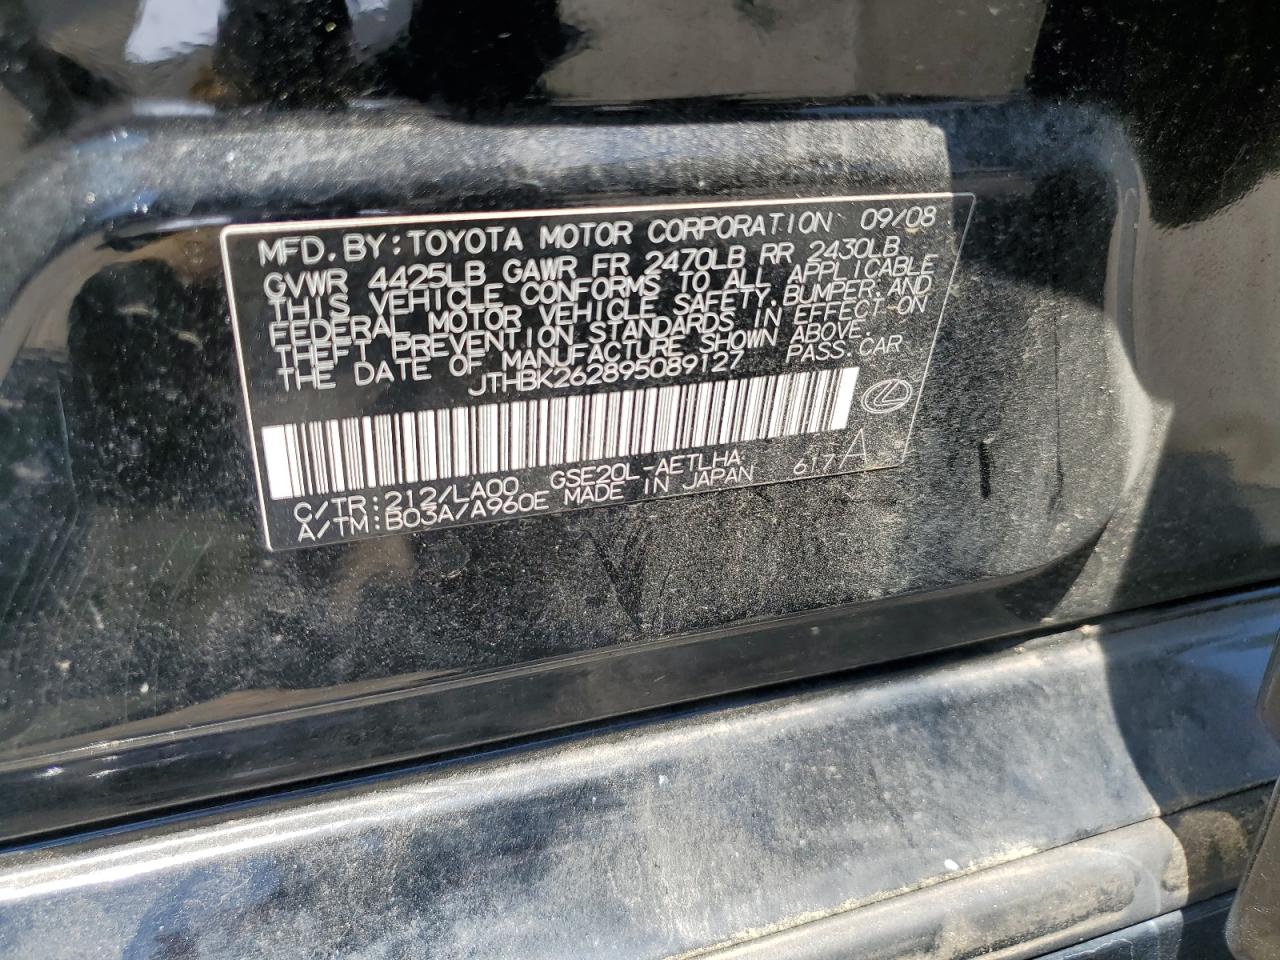 MFD.BY:TOYOTA MOTOR CORPORATION 09/08
GVWR 4425LB GAWR FR 2470LB RR 2430LB
THIS VEHICLE CONFORMS TO ALL APPLICABLE
FEDERAL MOTOR VEHICLE SAFETY,BUMPER,AND
THEFT PREVENTION STANDARDS IN EFFECT ON
THE DATE OF MANUFACTURE SHOWN ABOVE.
JTHBK262895089127 PASS.CAR
C/TR:212/LA00 GSE20L-AETLHA 617A
A/TM:B03A/A960E MADE IN JAPAN